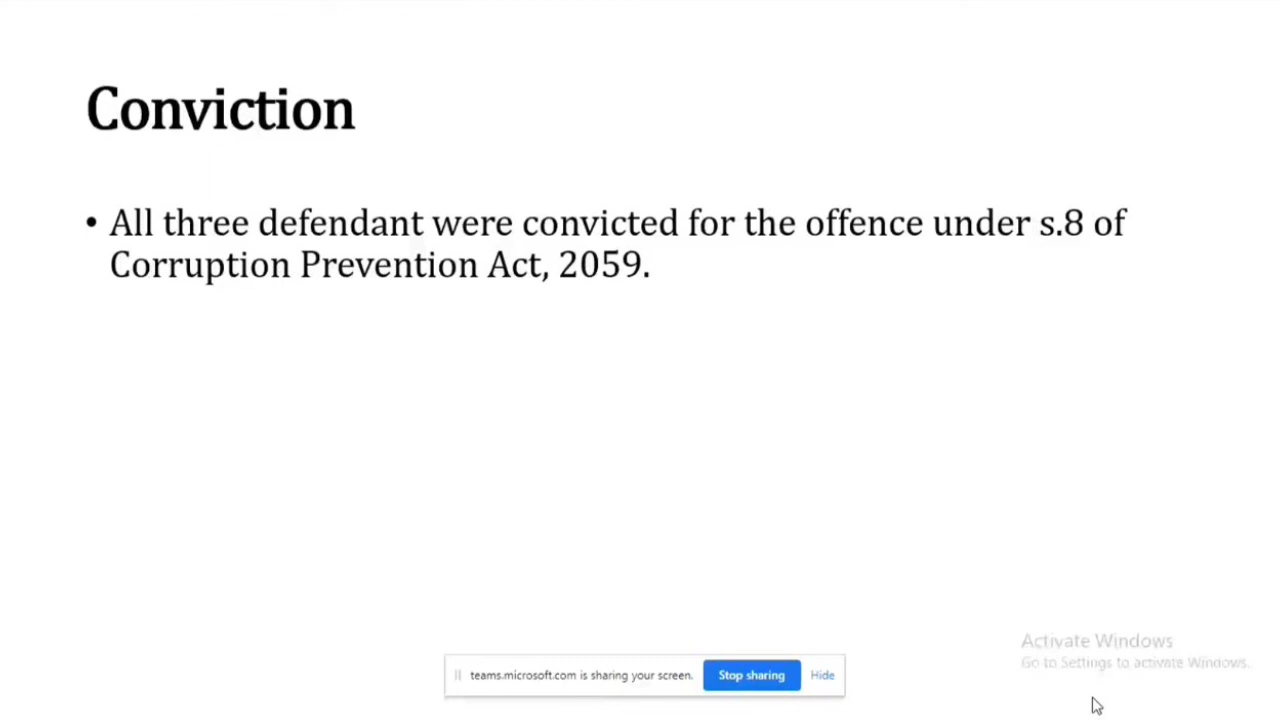 Conviction
• All three defendant were convicted for the offence under s.8 of
Corruption Prevention Act, 2059.
Activate Windows
Go to Settings to activate Windows.
teams.microsoft.com is sharing your screen. Stop sharing Hide